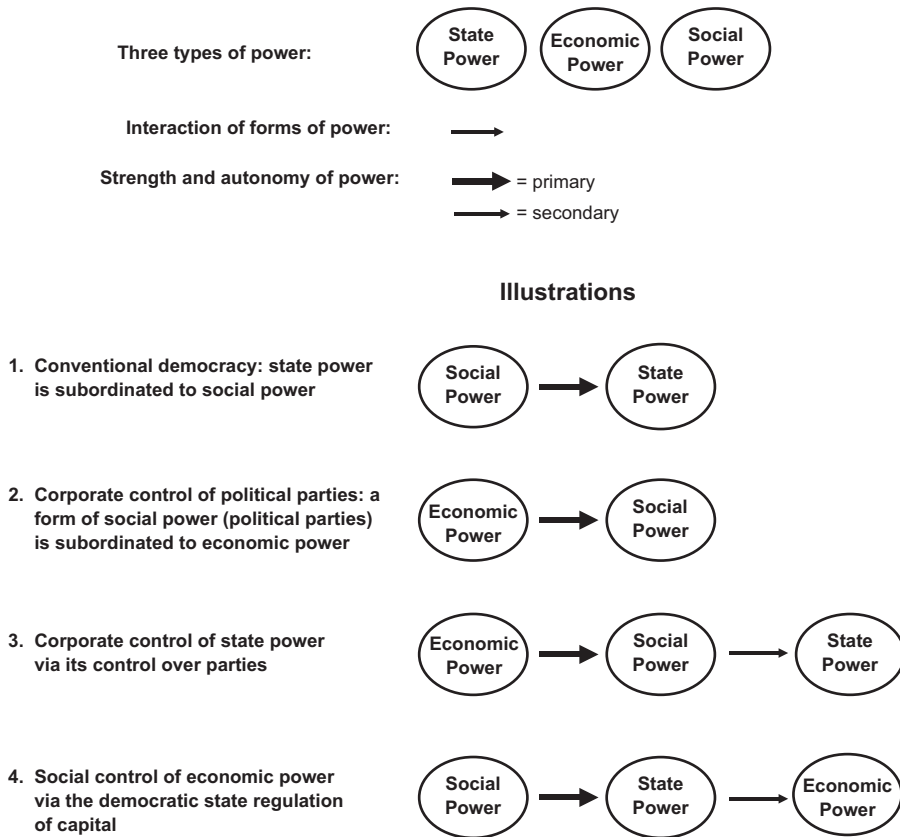 Three types of power:
State
Power
Economic
Power
Social
Power
Interaction of forms of power:
Strength and autonomy of power:
= primary
= secondary
Illustrations
1. Conventional democracy: state power
is subordinated to social power
Social
Power
State
Power
2. Corporate control of political parties: a
form of social power (political parties)
is subordinated to economic power
Economic
Power
Social
Power
3. Corporate control of state power
via its control over parties
Economic
Power
Social
Power
State
Power
4. Social control of economic power
via the democratic state regulation
of capital
Social
Power
State
Power
Economic
Power